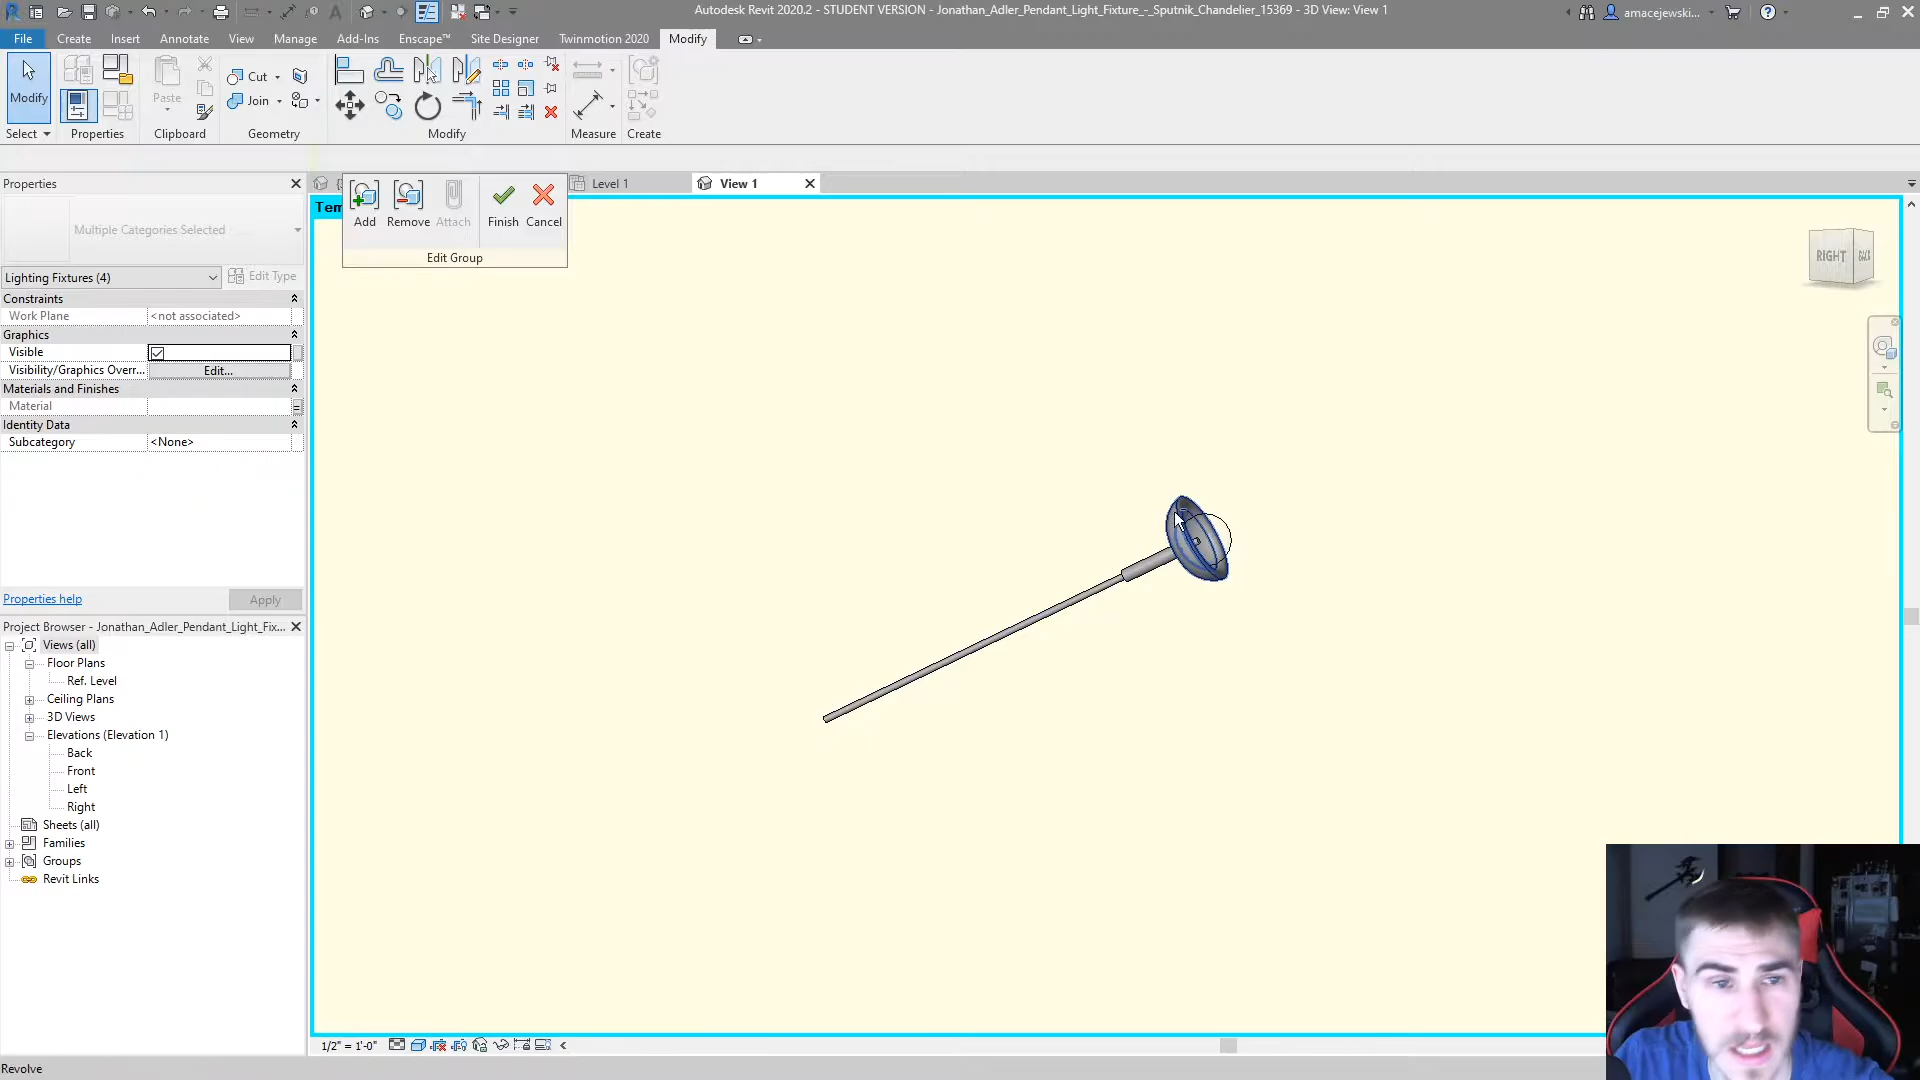 Autodesk Revit 2020.2 - STUDENT VERSION - Jonathan_Adler_Pendant_Light_Fixture_-_Sputnik_Chandelier_15369 - 3D View: View 1
amacejewski...
File Create Insert Annotate View Manage Add-Ins Enscape™ Site Designer Twinmotion 2020 Modify
Modify Paste Cut Join
Select Properties Clipboard Geometry Modify Measure Create
Properties Level 1 View 1
Tem
Add Remove Attach Finish Cancel
Edit Group
Multiple Categories Selected
Lighting Fixtures (4) Edit Type
Constraints
Work Plane <not associated>
Graphics
Visible
Visibility/Graphics Overr... Edit...
Materials and Finishes
Material
Identity Data
Subcategory <None>
RIGHT BACK
Properties help Apply
Project Browser - Jonathan_Adler_Pendant_Light_Fix...
Views (all)
Floor Plans
Ref. Level
Ceiling Plans
3D Views
Elevations (Elevation 1)
Back
Front
Left
Right
Sheets (all)
Families
Groups
Revit Links
1/2" = 1'-0"
Revolve